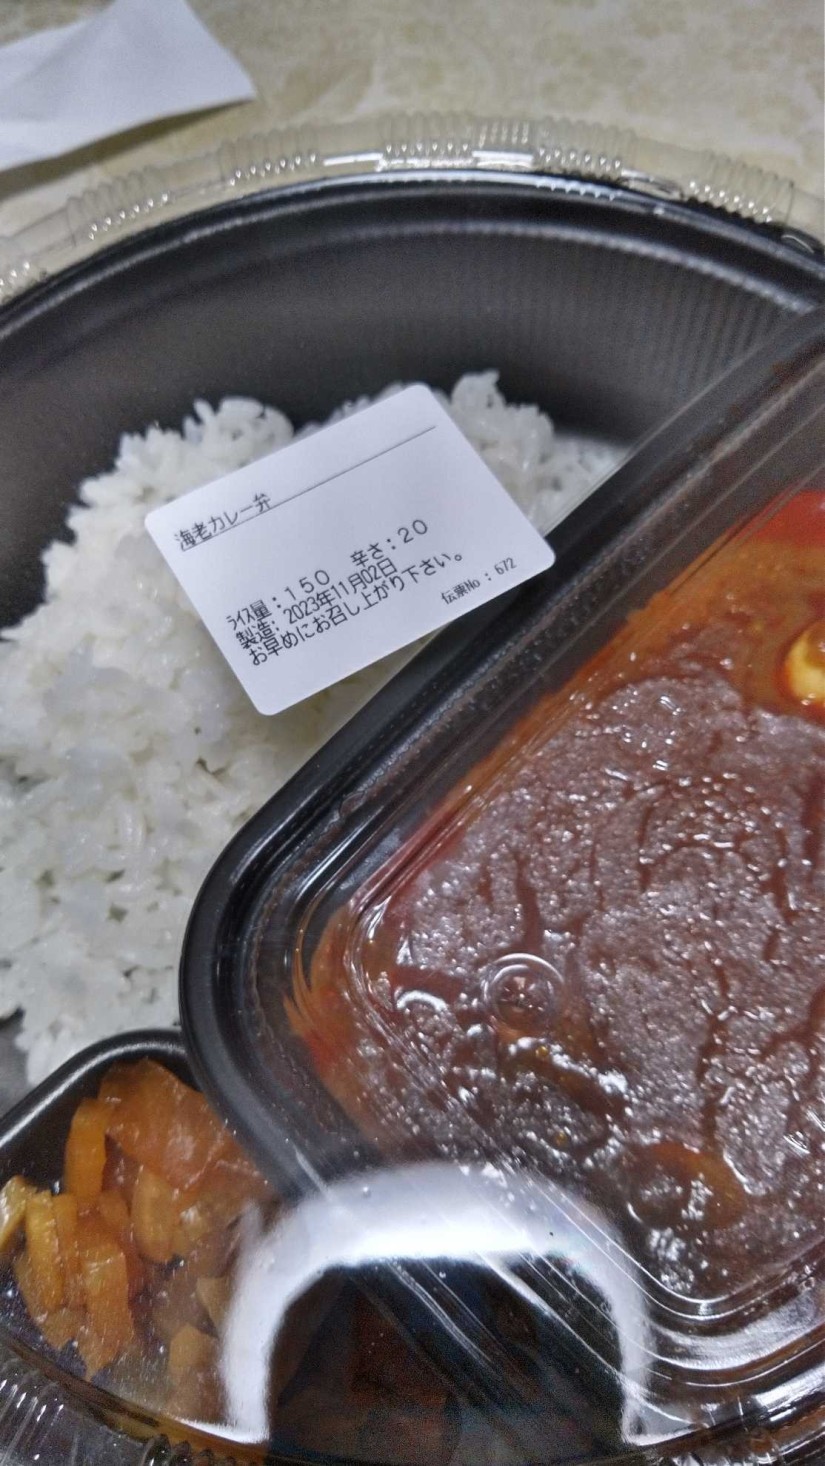 海老カレー弁
ﾗｲｽ量：１５０　辛さ：２０
製造：2023年11月02日
お早めにお召し上がり下さい。
伝票No：672